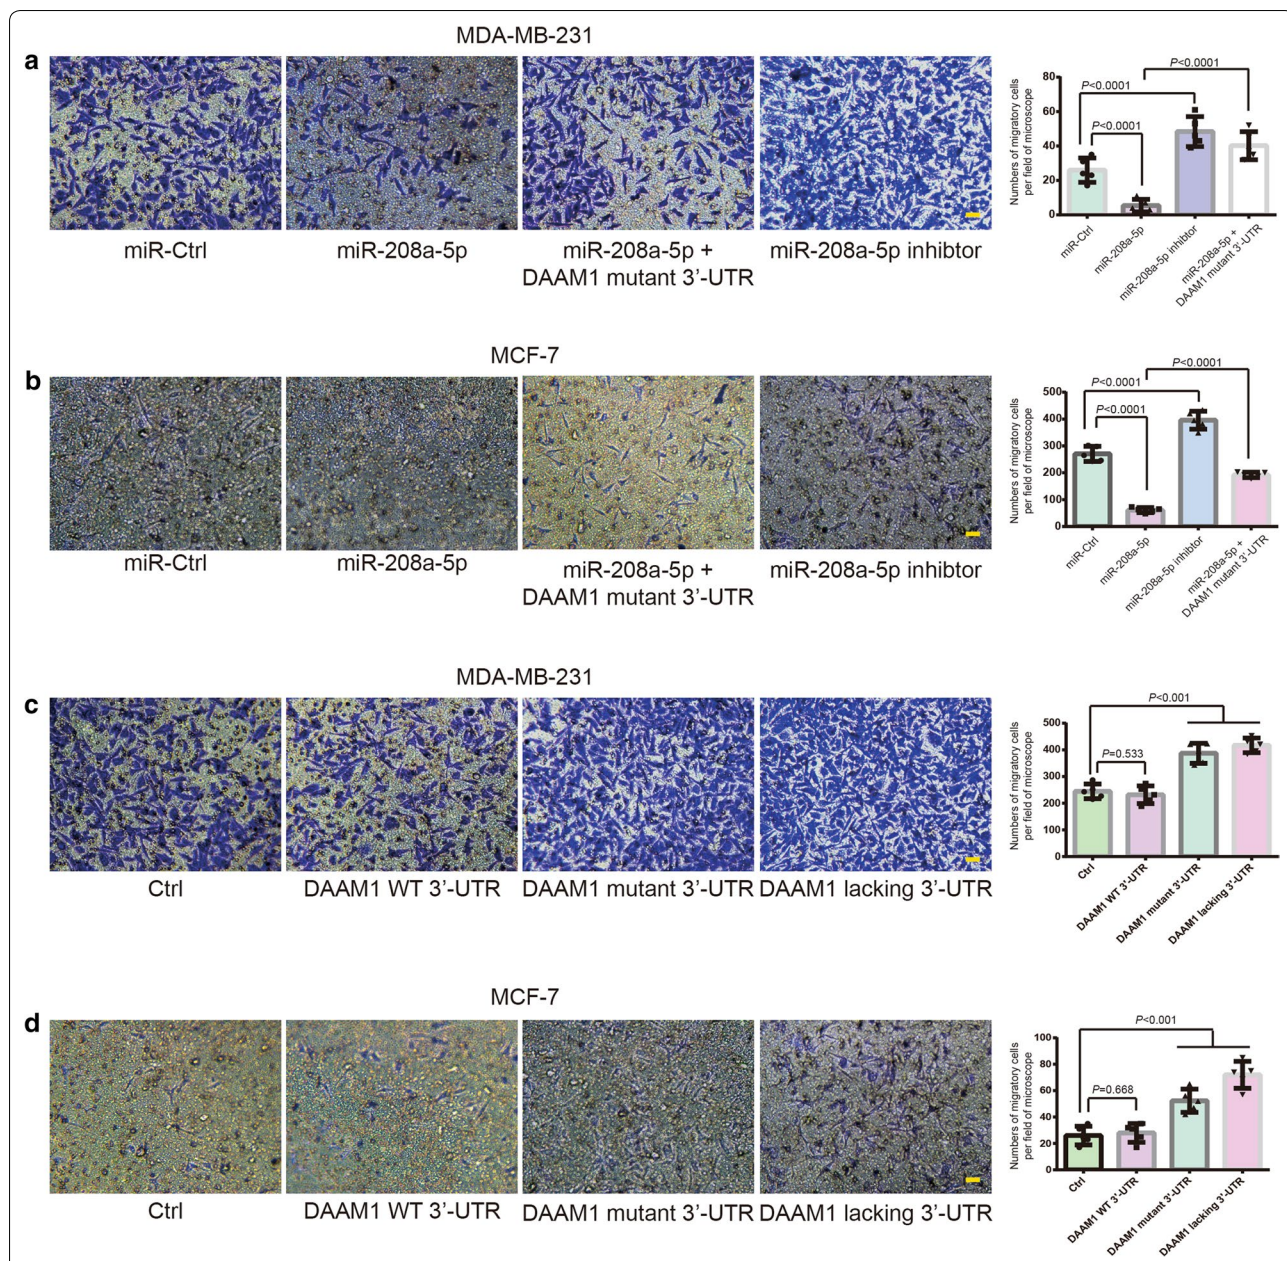 MDA-MB-231
a
miR-Ctrl
miR-208a-5p
miR-208a-5p +
DAAM1 mutant 3'-UTR
miR-208a-5p inhibtor
Numbers of migratory cells
per field of microscope
80
60
40
20
0
P<0.0001
P<0.0001
P<0.0001
miR-Ctrl
miR-208a-5p
miR-208a-5p inhibtor
miR-208a-5p +
DAAM1 mutant 3'-UTR
MCF-7
b
miR-Ctrl
miR-208a-5p
miR-208a-5p +
DAAM1 mutant 3'-UTR
miR-208a-5p inhibtor
Numbers of migratory cells
per field of microscope
500
400
300
200
100
0
P<0.0001
P<0.0001
P<0.0001
miR-Ctrl
miR-208a-5p
miR-208a-5p inhibtor
miR-208a-5p +
DAAM1 mutant 3'-UTR
MDA-MB-231
c
Ctrl
DAAM1 WT 3'-UTR
DAAM1 mutant 3'-UTR
DAAM1 lacking 3'-UTR
Numbers of migratory cells
per field of microscope
500
400
300
200
100
0
P<0.001
P=0.533
Ctrl
DAAM1 WT 3'-UTR
DAAM1 mutant 3'-UTR
DAAM1 lacking 3'-UTR
MCF-7
d
Ctrl
DAAM1 WT 3'-UTR
DAAM1 mutant 3'-UTR
DAAM1 lacking 3'-UTR
Numbers of migratory cells
per field of microscope
100
80
60
40
20
0
P<0.001
P=0.668
Ctrl
DAAM1 WT 3'-UTR
DAAM1 mutant 3'-UTR
DAAM1 lacking 3'-UTR